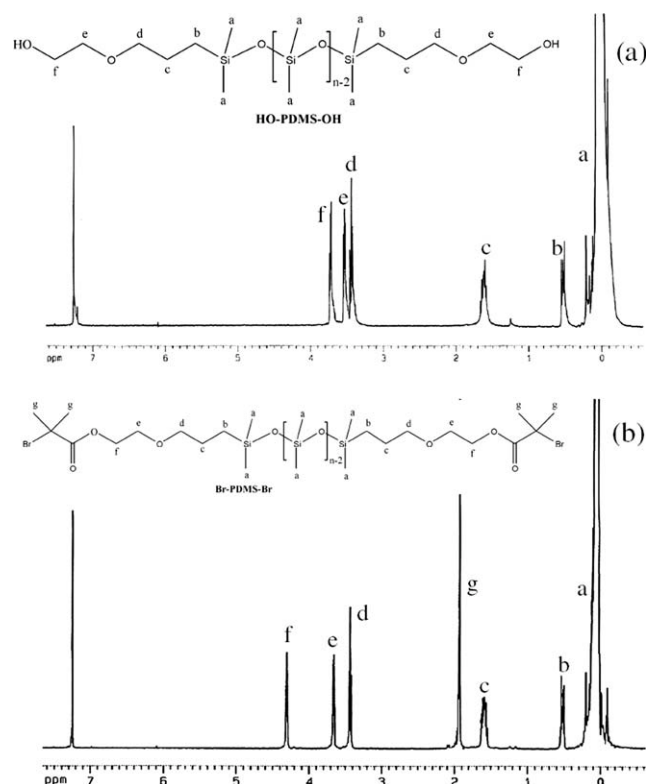 a a a
e d b b d e
HO O Si O Si O Si O OH
f c n-2 c f
a a a
HO-PDMS-OH
(a)
a
d
e
f
c
b
ppm 7 6 5 4 3 2 1 0
(b)
g g a a a g g
Br O e d b Si O Si O Si b d e O Br
f O c n-2 c O f
O a a a O
Br-PDMS-Br
g
a
d
f
e
b
c
ppm 7 6 5 4 3 2 1 0